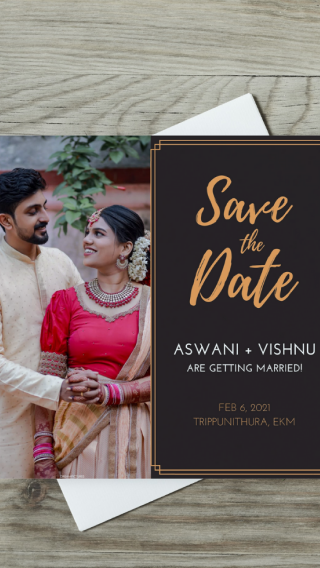 Save
the
Date
ASWANI + VISHNU
ARE GETTING MARRIED!
FEB 6, 2021
TRIPPUNITHURA, EKM